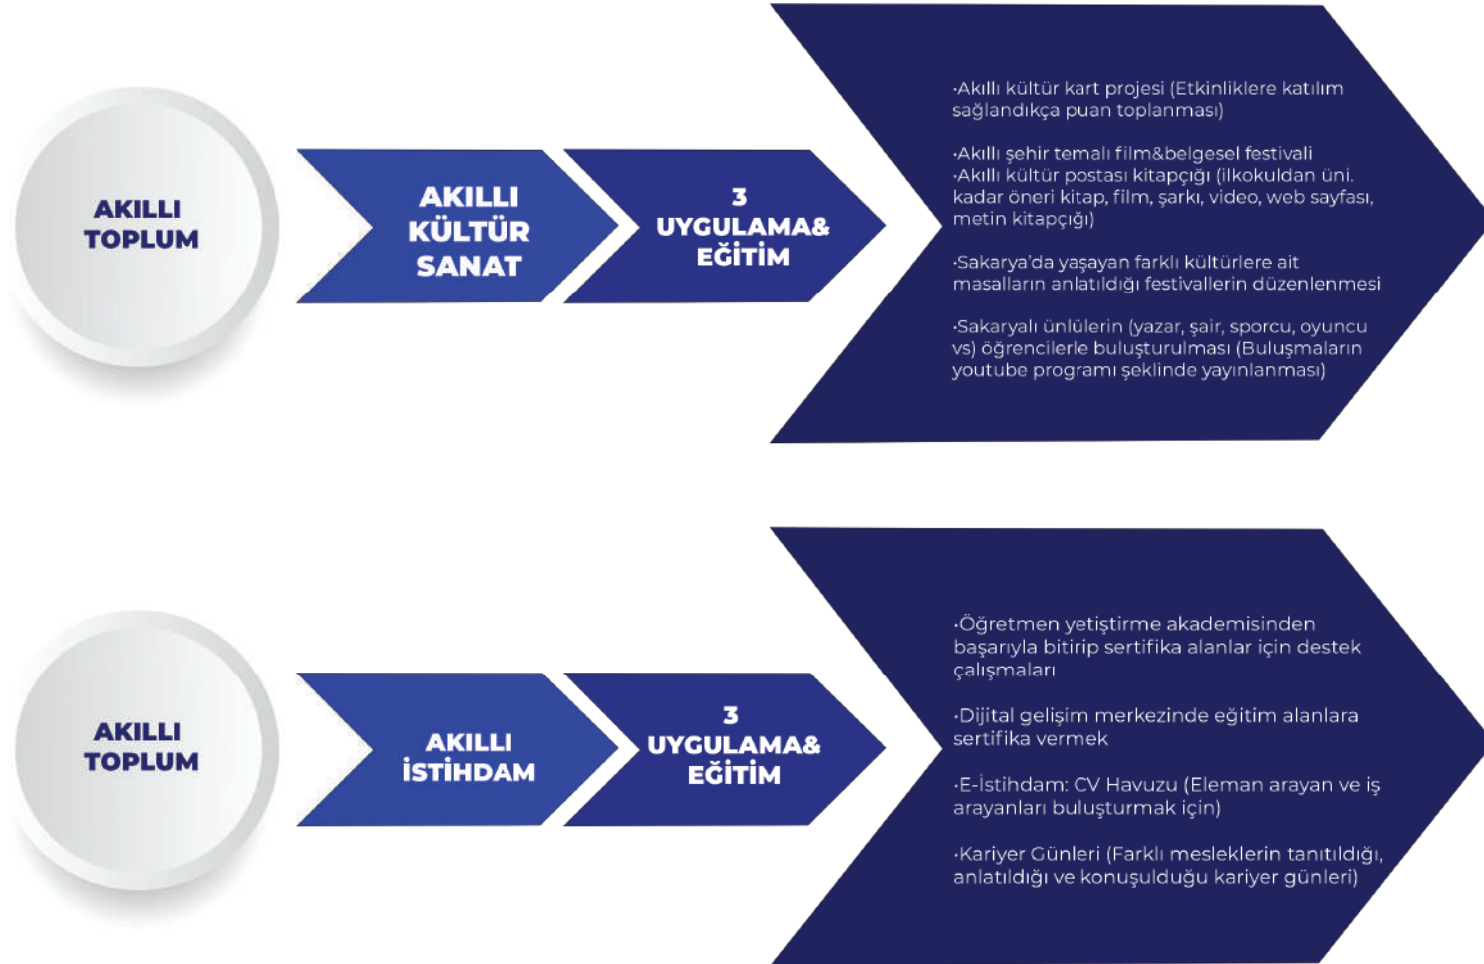 AKILLI
TOPLUM
AKILLI
KÜLTÜR
SANAT
3
UYGULAMA&
EĞİTİM
•Akıllı kültür kart projesi (Etkinliklere katılım
sağlandıkça puan toplanması)
•Akıllı şehir temalı film&belgesel festivali
•Akıllı kültür postası kitapçığı (ilkokuldan üni.
kadar öneri kitap, film, şarkı, video, web sayfası,
metin kitapçığı)
•Sakarya’da yaşayan farklı kültürlere ait
masalların anlatıldığı festivallerin düzenlenmesi
•Sakaryalı ünlülerin (yazar, şair, sporcu, oyuncu
vs) öğrencilerle buluşturulması (Buluşmaların
youtube programı şeklinde yayınlanması)
AKILLI
TOPLUM
AKILLI
İSTİHDAM
3
UYGULAMA&
EĞİTİM
•Öğretmen yetiştirme akademisinden
başarıyla bitirip sertifika alanlar için destek
çalışmaları
•Dijital gelişim merkezinde eğitim alanlara
sertifika vermek
•E-İstihdam: CV Havuzu (Eleman arayan ve iş
arayanları buluşturmak için)
•Kariyer Günleri (Farklı mesleklerin tanıtıldığı,
anlatıldığı ve konuşulduğu kariyer günleri)